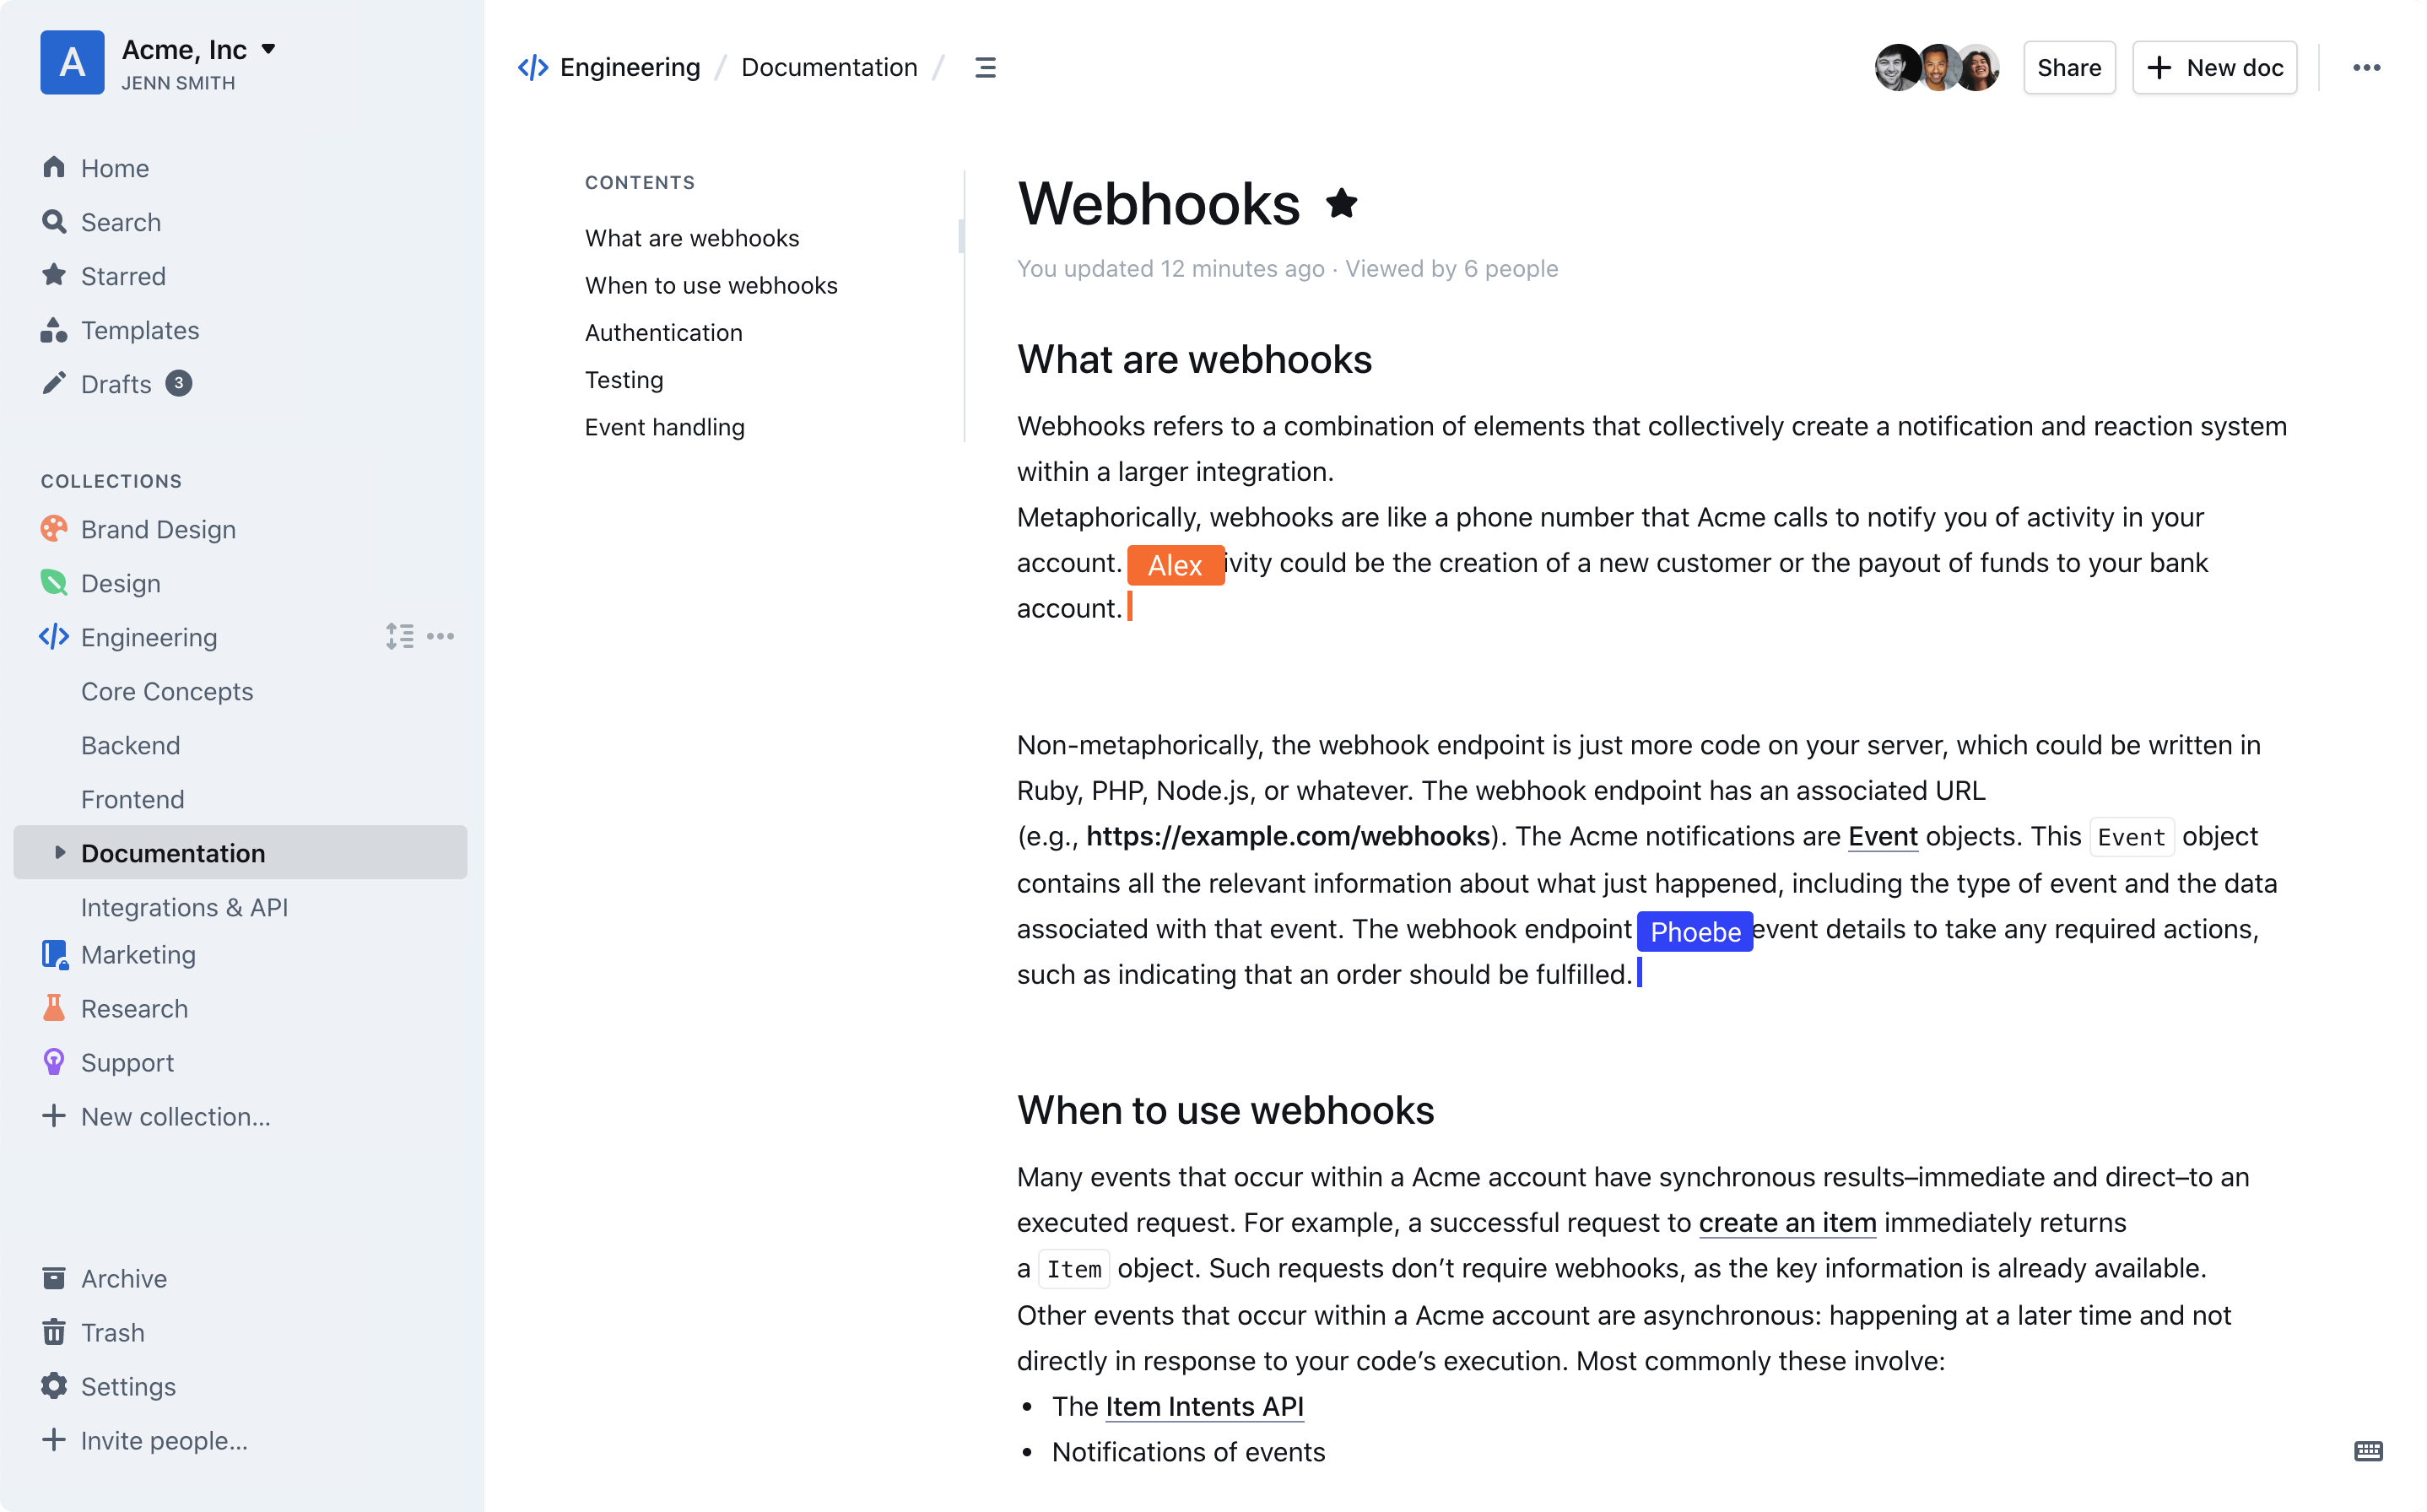 A
Acme, Inc
JENN SMITH
Home
Search
Starred
Templates
Drafts 3
COLLECTIONS
Brand Design
Design
Engineering
Core Concepts
Backend
Frontend
Documentation
Integrations & API
Marketing
Research
Support
New collection...
Archive
Trash
Settings
Invite people...
Engineering / Documentation /
Share
New doc
CONTENTS
What are webhooks
When to use webhooks
Authentication
Testing
Event handling
Webhooks
You updated 12 minutes ago · Viewed by 6 people
What are webhooks
Webhooks refers to a combination of elements that collectively create a notification and reaction system
within a larger integration.
Metaphorically, webhooks are like a phone number that Acme calls to notify you of activity in your
account. Alex ivity could be the creation of a new customer or the payout of funds to your bank
account.
Non-metaphorically, the webhook endpoint is just more code on your server, which could be written in
Ruby, PHP, Node.js, or whatever. The webhook endpoint has an associated URL
(e.g., https://example.com/webhooks). The Acme notifications are Event objects. This Event object
contains all the relevant information about what just happened, including the type of event and the data
associated with that event. The webhook endpoint Phoebe event details to take any required actions,
such as indicating that an order should be fulfilled.
When to use webhooks
Many events that occur within a Acme account have synchronous results–immediate and direct–to an
executed request. For example, a successful request to create an item immediately returns
a Item object. Such requests don’t require webhooks, as the key information is already available.
Other events that occur within a Acme account are asynchronous: happening at a later time and not
directly in response to your code’s execution. Most commonly these involve:
• The Item Intents API
• Notifications of events